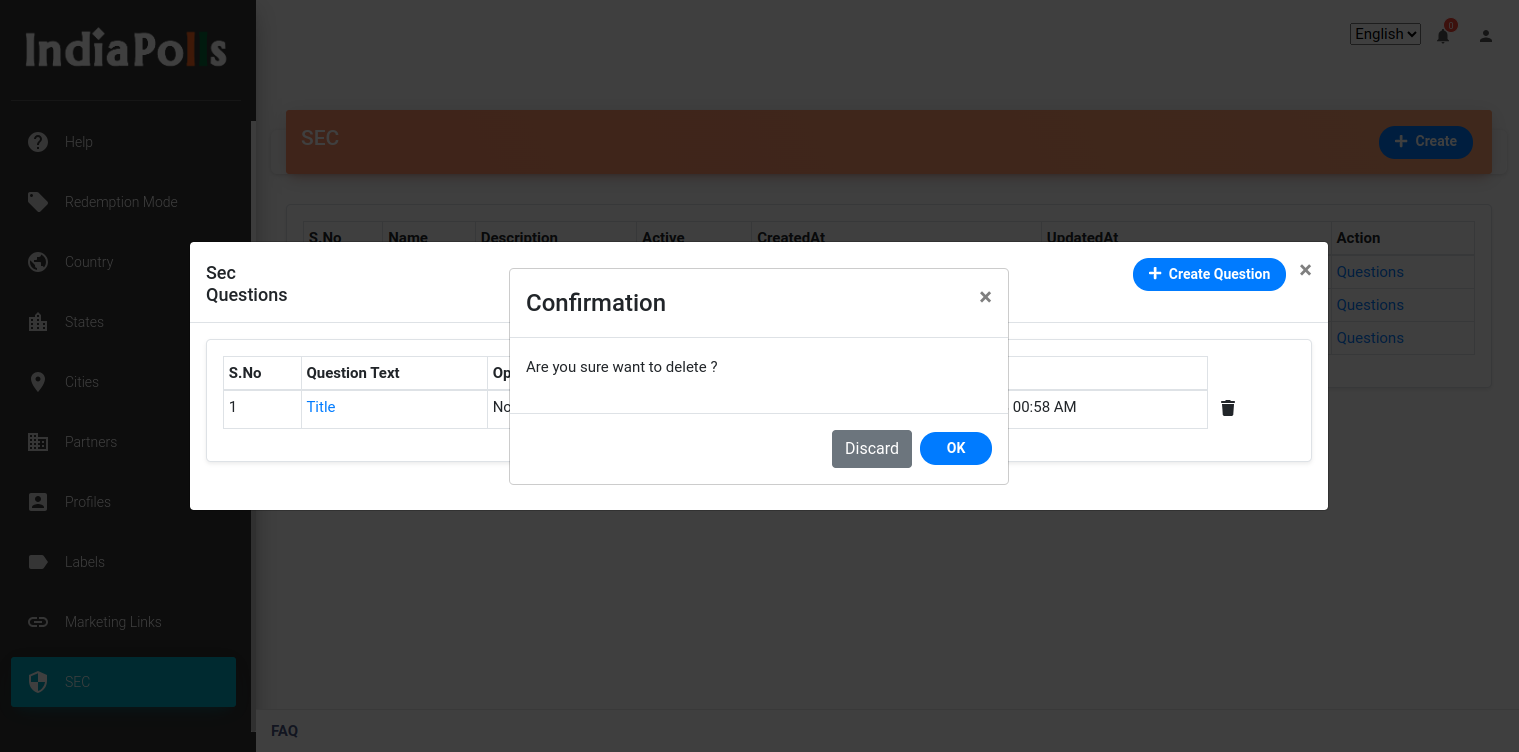 IndiaPolls
English
0
Help
Redemption Mode
Country
States
Cities
Partners
Profiles
Labels
Marketing Links
SEC
SEC
Create
S.No Name Description Active CreatedAt UpdatedAt Action
Questions
Questions
Questions
Sec
Questions
Create Question
×
S.No Question Text
1 Title 00:58 AM
Confirmation
×
Are you sure want to delete ?
Discard OK
FAQ